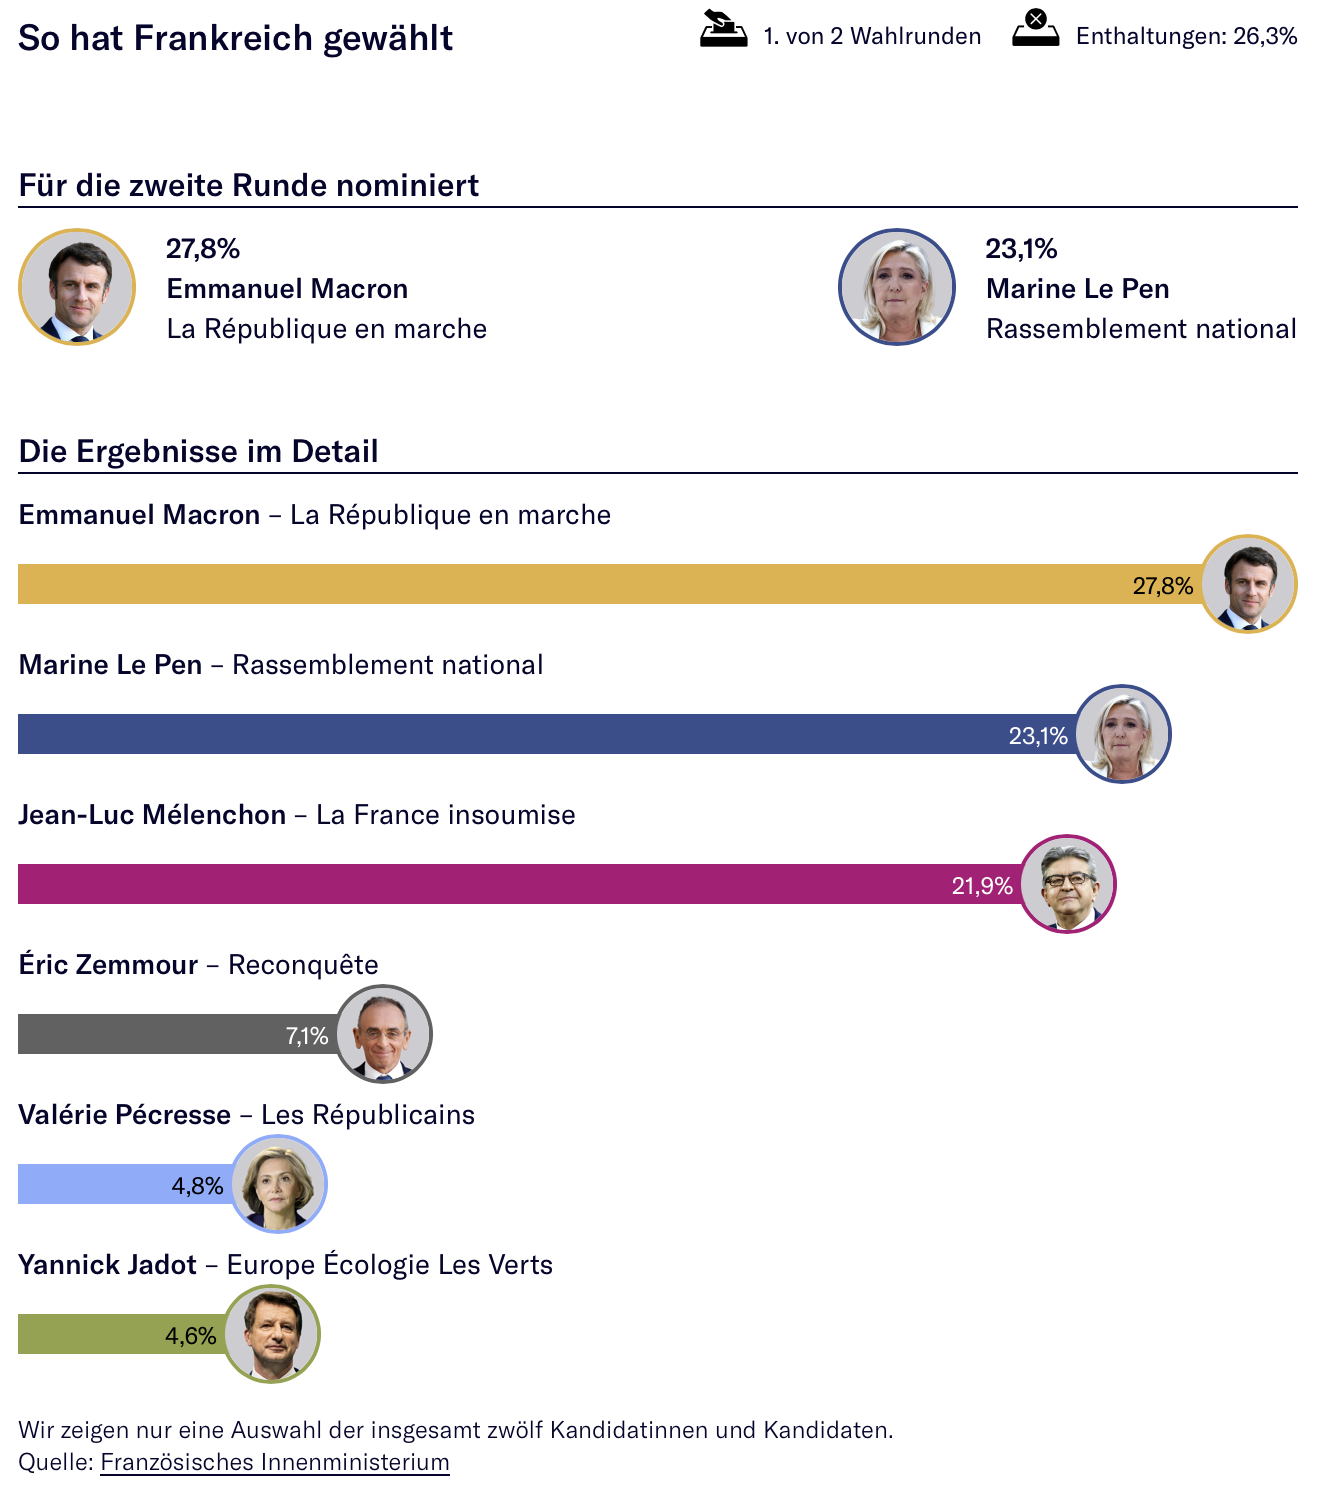 So hat Frankreich gewählt
1. von 2 Wahlrunden
Enthaltungen: 26,3%
Für die zweite Runde nominiert
27,8%
Emmanuel Macron
La République en marche
23,1%
Marine Le Pen
Rassemblement national
Die Ergebnisse im Detail
Emmanuel Macron – La République en marche
27,8%
Marine Le Pen – Rassemblement national
23,1%
Jean-Luc Mélenchon – La France insoumise
21,9%
Éric Zemmour – Reconquête
7,1%
Valérie Pécresse – Les Républicains
4,8%
Yannick Jadot – Europe Écologie Les Verts
4,6%
Wir zeigen nur eine Auswahl der insgesamt zwölf Kandidatinnen und Kandidaten.
Quelle: Französisches Innenministerium